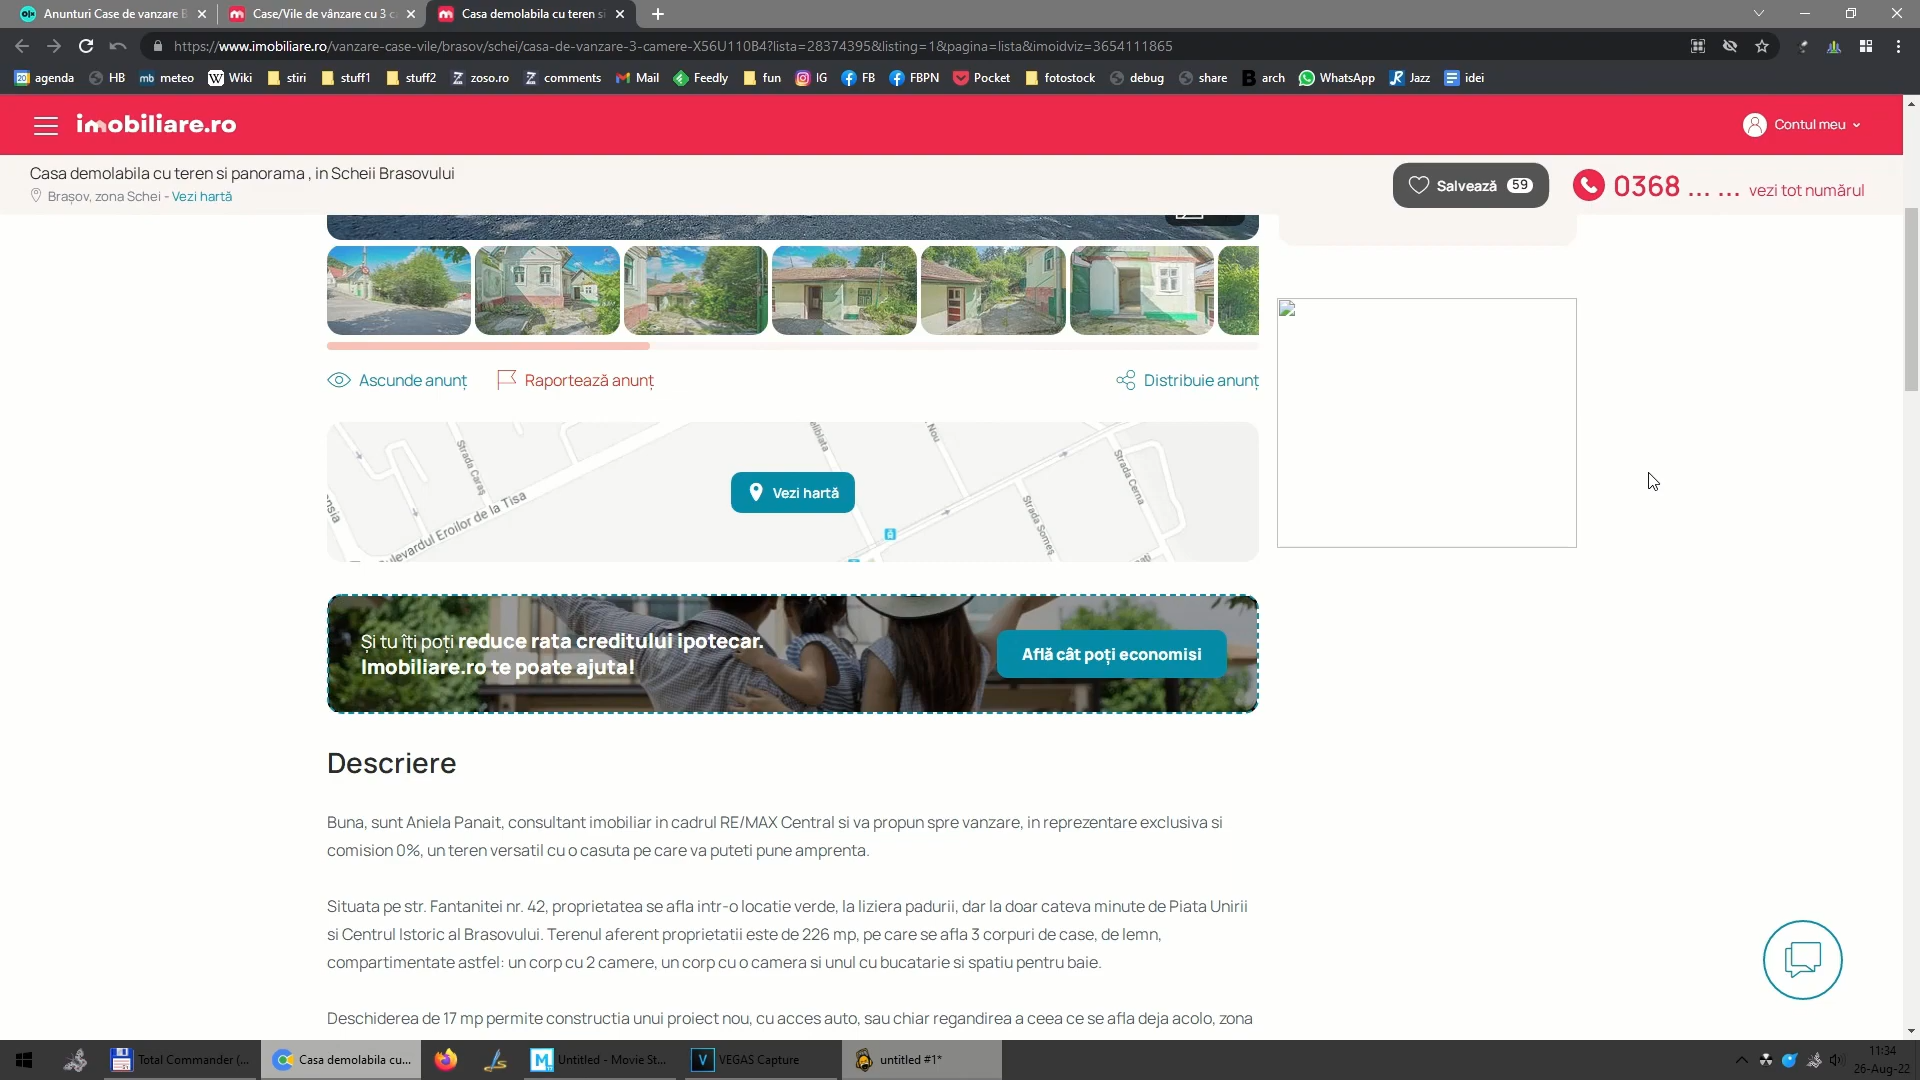 Anunturi Case de vanzare B
Case/Vile de vânzare cu 3 c
Casa demolabila cu teren s
https://www.imobiliare.ro/vanzare-case-vile/brasov/schei/casa-de-vanzare-3-camere-X56U110B4?lista=28374395&listing=1&pagina=lista&imoidviz=3654111865
agenda HB mb meteo W Wiki stiri stuff1 stuff2 Z zoso.ro Z comments Mail Feedly fun IG FB FBPN Pocket fotostock debug share B arch WhatsApp Jazz idei
imobiliare.ro
Contul meu
Casa demolabila cu teren si panorama , in Scheii Brasovului
Brașov, zona Schei - Vezi hartă
Salvează 59
0368 ... ... vezi tot numărul
Ascunde anunț
Raportează anunț
Distribuie anunț
Strada Caraș
Nou
Strada Cerna
Vezi hartă
Strada Someș
Bulevardul Eroilor de la Tisa
Și tu îți poți reduce rata creditului ipotecar.
Imobiliare.ro te poate ajuta!
Află cât poți economisi
Descriere
Buna, sunt Aniela Panait, consultant imobiliar in cadrul RE/MAX Central si va propun spre vanzare, in reprezentare exclusiva si
comision 0%, un teren versatil cu o casuta pe care va puteti pune amprenta.
Situata pe str. Fantanitei nr. 42, proprietatea se afla intr-o locatie verde, la liziera padurii, dar la doar cateva minute de Piata Unirii
si Centrul Istoric al Brasovului. Terenul aferent proprietatii este de 226 mp, pe care se afla 3 corpuri de case, de lemn,
compartimentate astfel: un corp cu 2 camere, un corp cu o camera si unul cu bucatarie si spatiu pentru baie.
Deschiderea de 17 mp permite constructia unui proiect nou, cu acces auto, sau chiar regandirea a ceea ce se afla deja acolo, zona
Total Commander (...
Casa demolabila cu...
Untitled - Movie St...
VEGAS Capture
untitled #1*
11:34
26-Aug-22